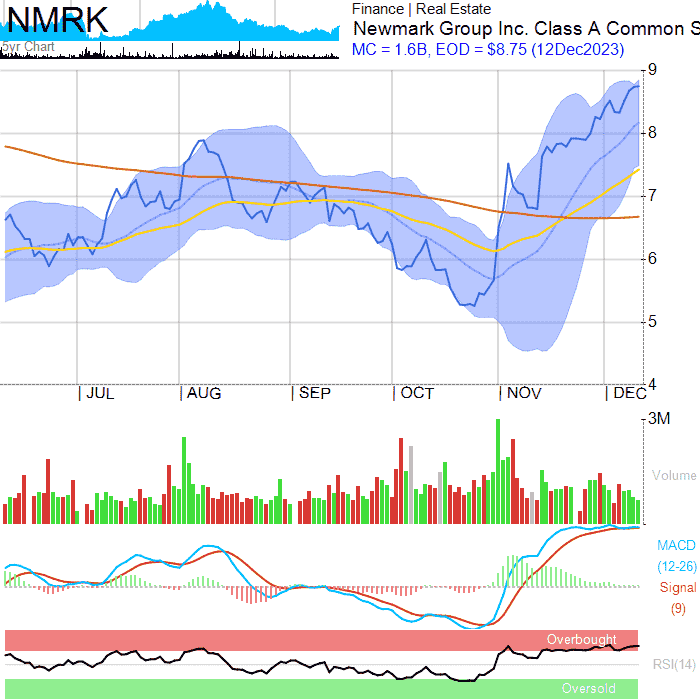 NMRK
5yr Chart
Finance | Real Estate
Newmark Group Inc. Class A Common S
MC = 1.6B, EOD = $8.75 (12Dec2023)
9
8
7
6
5
4
JUL
AUG
SEP
OCT
NOV
DEC
3M
Volume
MACD
(12-26)
Signal
(9)
Overbought
RSI(14)
Oversold